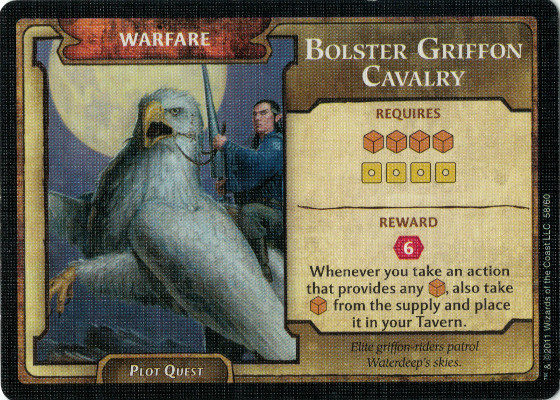 WARFARE
BOLSTER GRIFFON
CAVALRY
REQUIRES
REWARD
6
Whenever you take an action
that provides any , also take
from the supply and place
it in your Tavern.
Elite griffon-riders patrol
Waterdeep's skies.
PLOT QUEST
™ & ©2011 Wizards of the Coast LLC 58/60